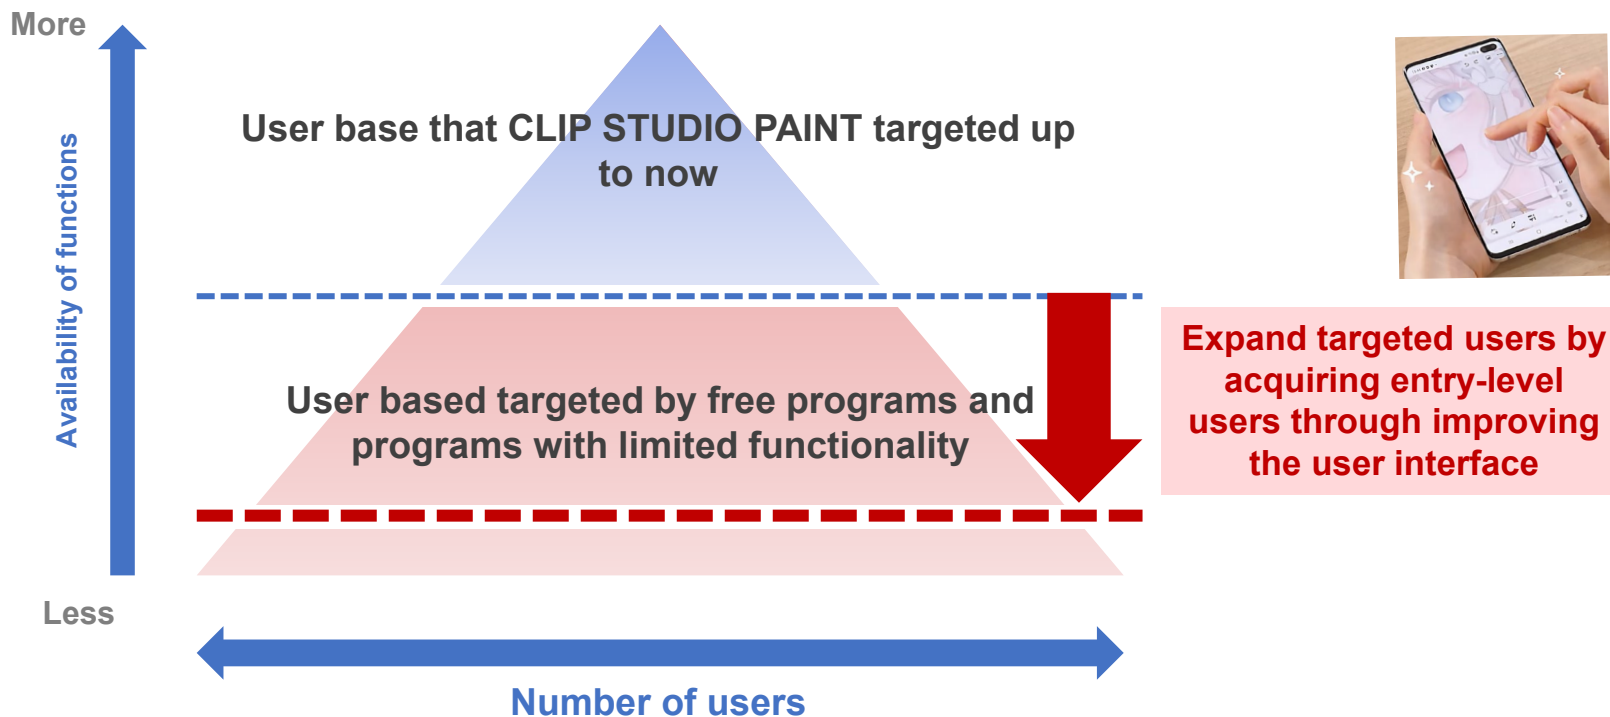 More
User base that CLIP STUDIO PAINT targeted up
to now
Availability of functions
Expand targeted users by
acquiring entry-level
users through improving
the user interface
User based targeted by free programs and
programs with limited functionality
Less
Number of users